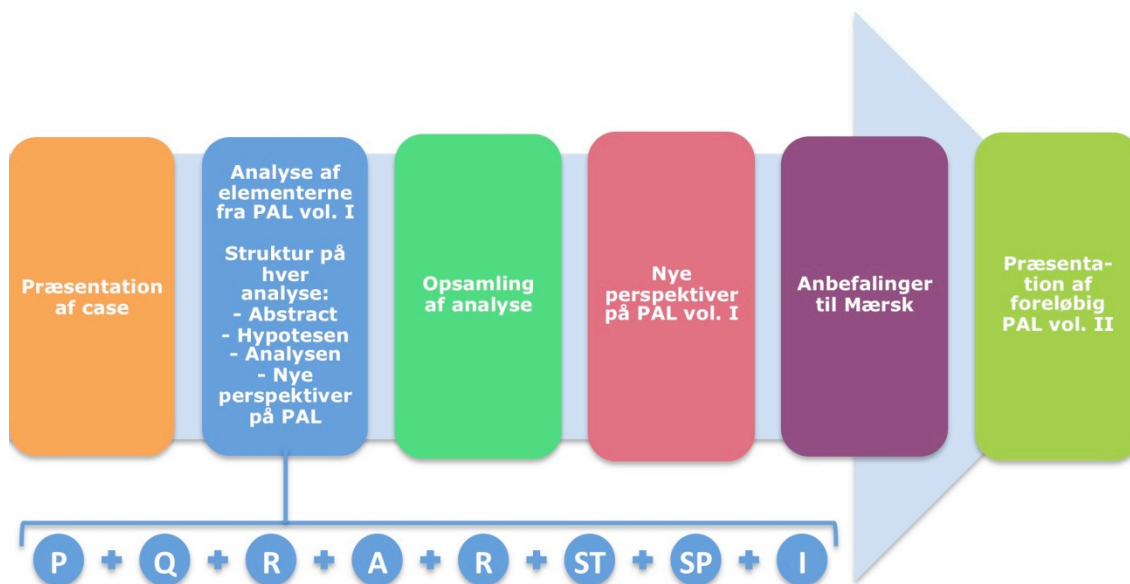 Præsentation
af case
Analyse af
elementerne
fra PAL vol. I
Struktur på
hver
analyse:
- Abstract
- Hypotesen
- Analysen
- Nye
perspektiver
på PAL
Opsamling
af analyse
Nye
perspektiver
på PAL vol. I
Anbefalinger
til Mærsk
Præsenta-
tion af
foreløbig
PAL vol. II
P + Q + R + A + R + ST + SP + I